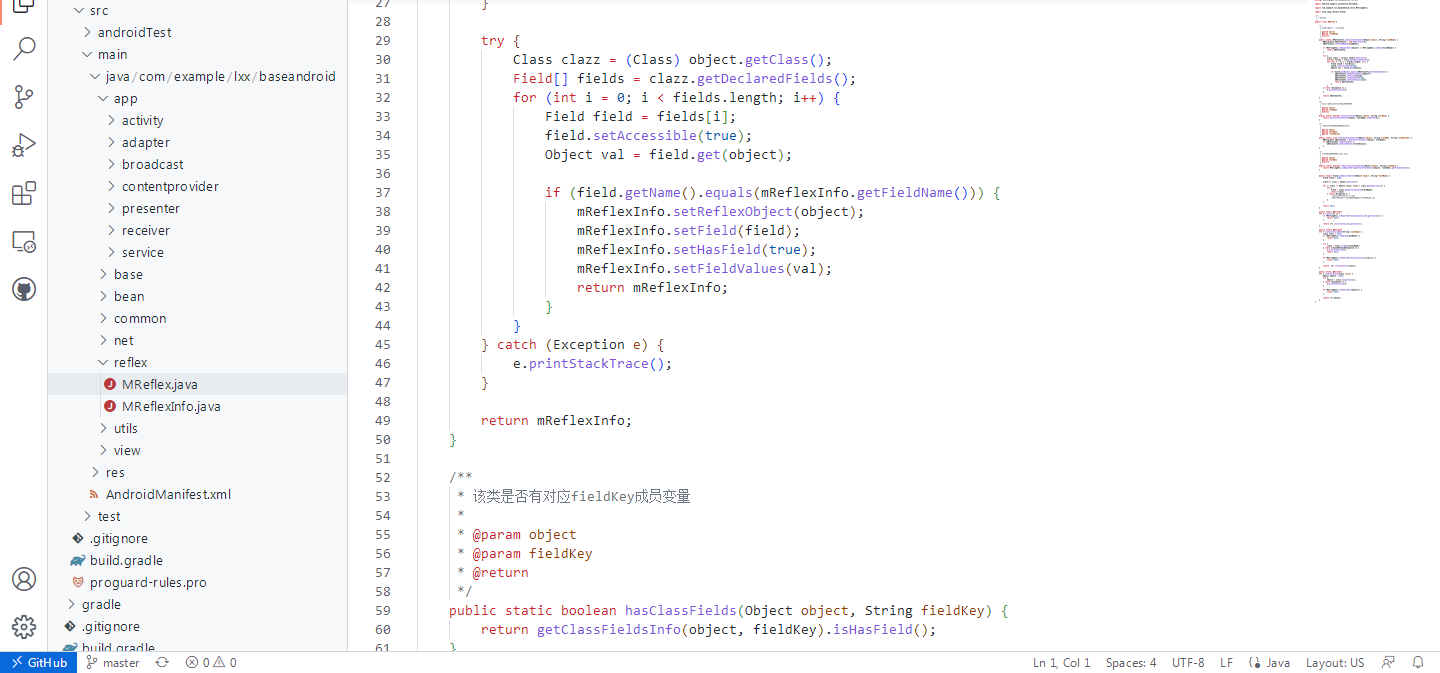 src
androidTest
main
java/com/example/lxx/baseandroid
app
activity
adapter
broadcast
contentprovider
presenter
receiver
service
base
bean
common
net
reflex
MReflex.java
MReflexInfo.java
utils
view
res
AndroidManifest.xml
test
.gitignore
build.gradle
proguard-rules.pro
gradle
.gitignore
build.gradle
27 }
28
29 try {
30 Class clazz = (Class) object.getClass();
31 Field[] fields = clazz.getDeclaredFields();
32 for (int i = 0; i < fields.length; i++) {
33 Field field = fields[i];
34 field.setAccessible(true);
35 Object val = field.get(object);
36
37 if (field.getName().equals(mReflexInfo.getFieldName())) {
38 mReflexInfo.setReflexObject(object);
39 mReflexInfo.setField(field);
40 mReflexInfo.setHasField(true);
41 mReflexInfo.setFieldValues(val);
42 return mReflexInfo;
43 }
44 }
45 } catch (Exception e) {
46 e.printStackTrace();
47 }
48
49 return mReflexInfo;
50 }
51
52 /**
53 * 该类是否有对应fieldKey成员变量
54 *
55 * @param object
56 * @param fieldKey
57 * @return
58 */
59 public static boolean hasClassFields(Object object, String fieldKey) {
60 return getClassFieldsInfo(object, fieldKey).isHasField();
61 }
GitHub master 0 0 Ln 1, Col 1 Spaces: 4 UTF-8 LF Java Layout: US